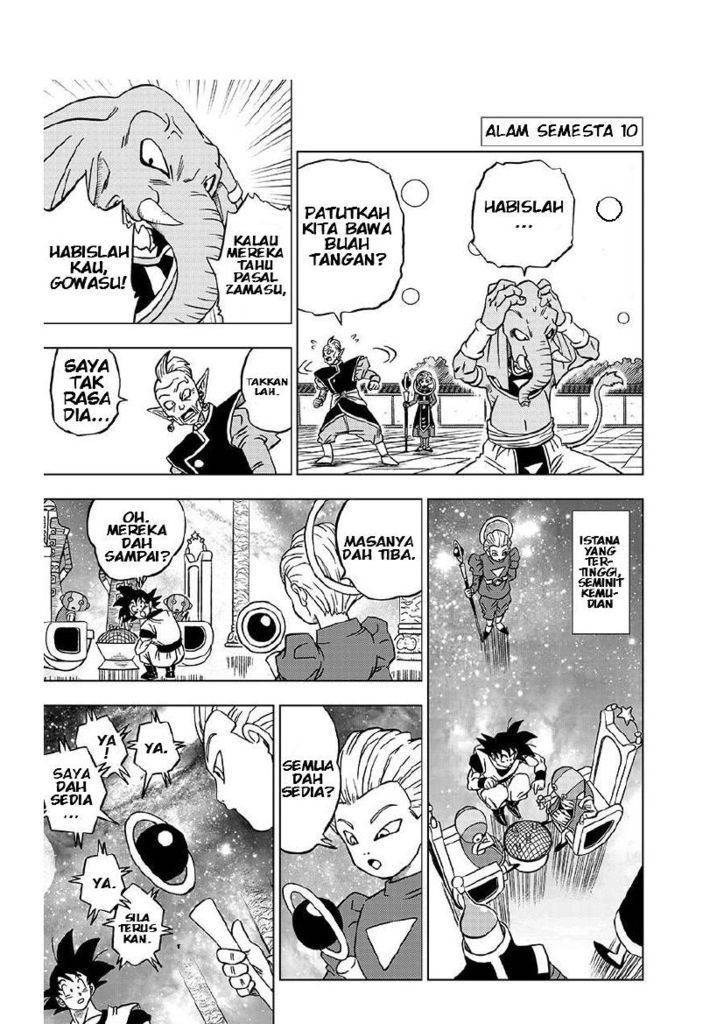 ALAM SEMESTA 10
HABISLAH
...
PATUTKAH
KITA BAWA
BUAH
TANGAN?
KALAU
MEREKA
TAHU
PASAL
ZAMASU,
HABISLAH
KAU,
GOWASU!
TAKKAN
LAH.
SAYA
TAK
RASA
DIA...
ISTANA
YANG
TER-
TINGGI,
SEMINIT
KEMU-
DIAN
MASANYA
DAH TIBA.
OH.
MEREKA
DAH
SAMPAI?
SEMUA
DAH
SEDIA?
YA.
YA
!
SAYA
DAH
SEDIA
...
YA.
SILA
TERUS
KAN.